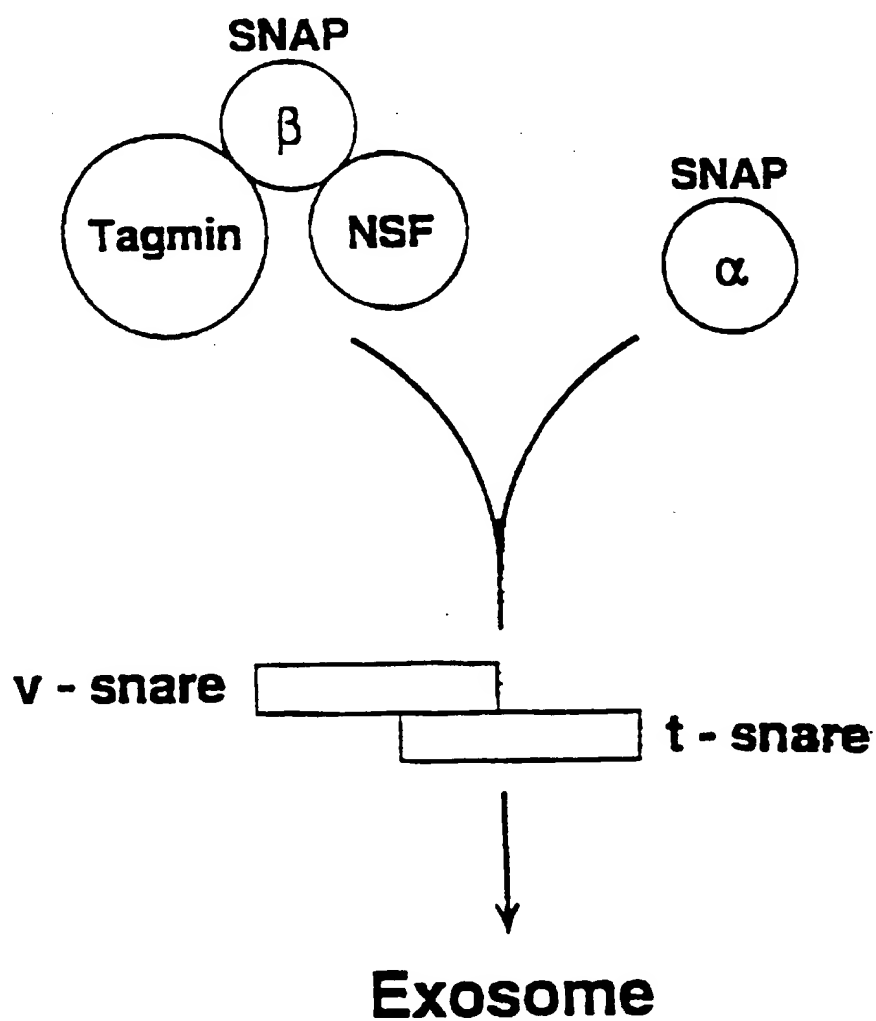 SNAP
β
Tagmin
NSF
SNAP
α
v - snare
t - snare
Exosome